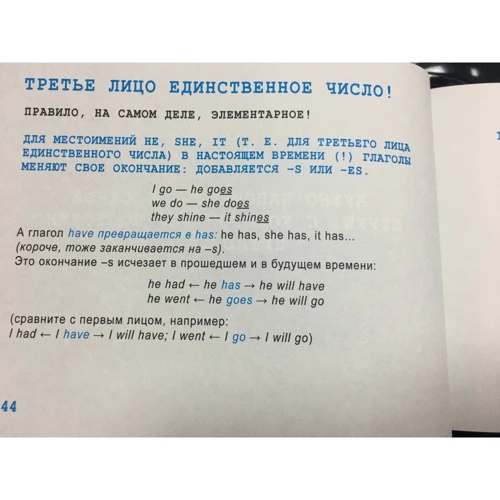 ТРЕТЬЕ ЛИЦО ЕДИНСТВЕННОЕ ЧИСЛО!
ПРАВИЛО, НА САМОМ ДЕЛЕ, ЭЛЕМЕНТАРНОЕ!
ДЛЯ МЕСТОИМЕНИЙ HE, SHE, IT (Т. Е. ДЛЯ ТРЕТЬЕГО ЛИЦА
ЕДИНСТВЕННОГО ЧИСЛА) В НАСТОЯЩЕМ ВРЕМЕНИ (!) ГЛАГОЛЫ
МЕНЯЮТ СВОЕ ОКОНЧАНИЕ: ДОБАВЛЯЕТСЯ –S ИЛИ –ES.
I go — he goes
we do — she does
they shine — it shines
А глагол have превращается в has: he has, she has, it has...
(короче, тоже заканчивается на –s).
Это окончание –s исчезает в прошедшем и в будущем времени:
he had ← he has → he will have
he went ← he goes → he will go
(сравните с первым лицом, например:
I had ← I have → I will have; I went ← I go → I will go)
44